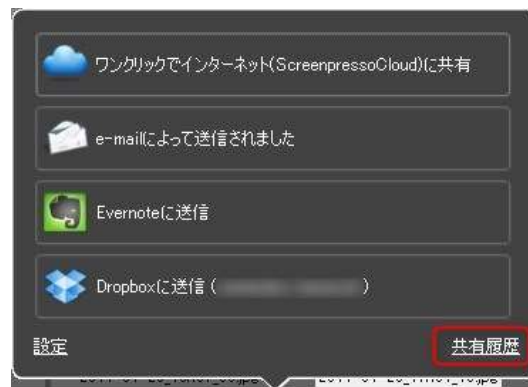 ワンクリックでインターネット(ScreenpressoCloud)に共有
e-mailによって送信されました
Evernoteに送信
Dropboxに送信 ( )
設定
共有履歴